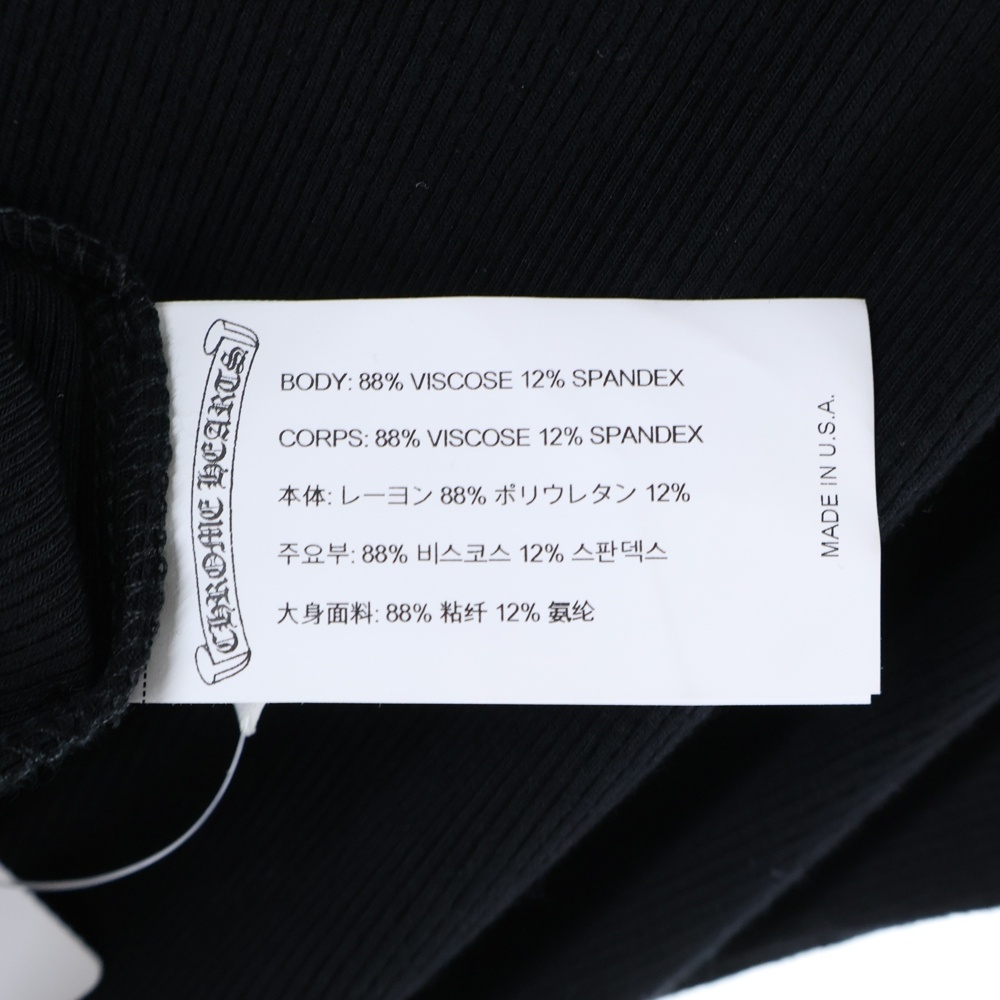 CHROME HEARTS
BODY: 88% VISCOSE 12% SPANDEX
CORPS: 88% VISCOSE 12% SPANDEX
本体: レーヨン 88% ポリウレタン 12%
주요부: 88% 비스코스 12% 스판덱스
大身面料: 88% 粘纤 12% 氨纶
MADE IN U.S.A.